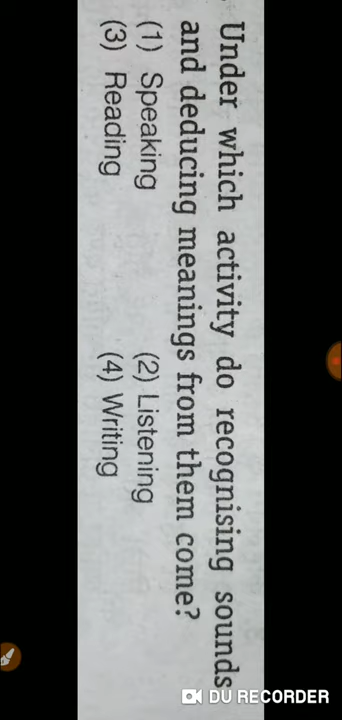 Under which activity do recognising sounds
and deducing meanings from them come?
(1) Speaking (2) Listening
(3) Reading (4) Writing
DU RECORDER